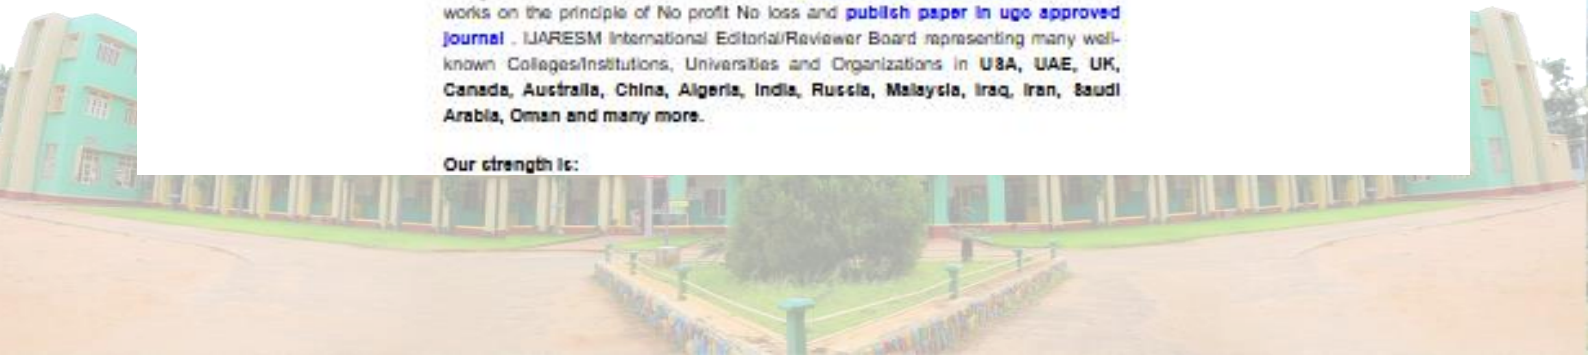 works on the principle of No profit No loss and publish paper in ugc approved
journal . IJARESM International Editorial/Reviewer Board representing many well-
known Colleges/Institutions, Universities and Organizations in USA, UAE, UK,
Canada, Australia, China, Algeria, India, Russia, Malaysia, Iraq, Iran, Saudi
Arabia, Oman and many more.
Our strength is: